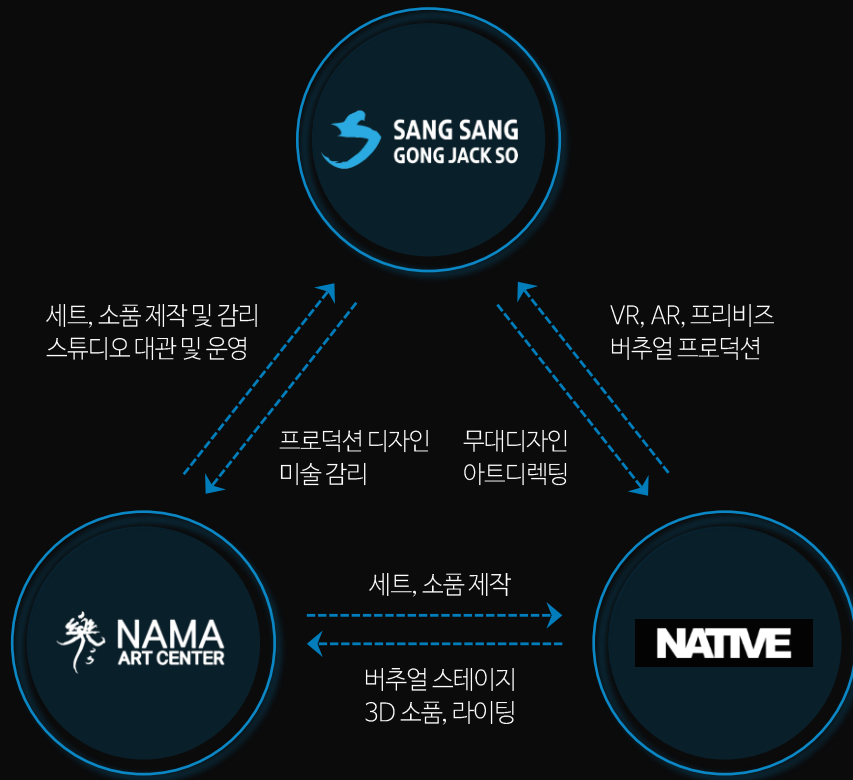 SANG SANG
GONG JACK SO
세트, 소품 제작 및 감리
스튜디오 대관 및 운영
VR, AR, 프리비즈
버추얼 프로덕션
프로덕션 디자인
미술 감리
무대디자인
아트디렉팅
세트, 소품 제작
NAMA
ART CENTER
NATIVE
버추얼 스테이지
3D 소품, 라이팅